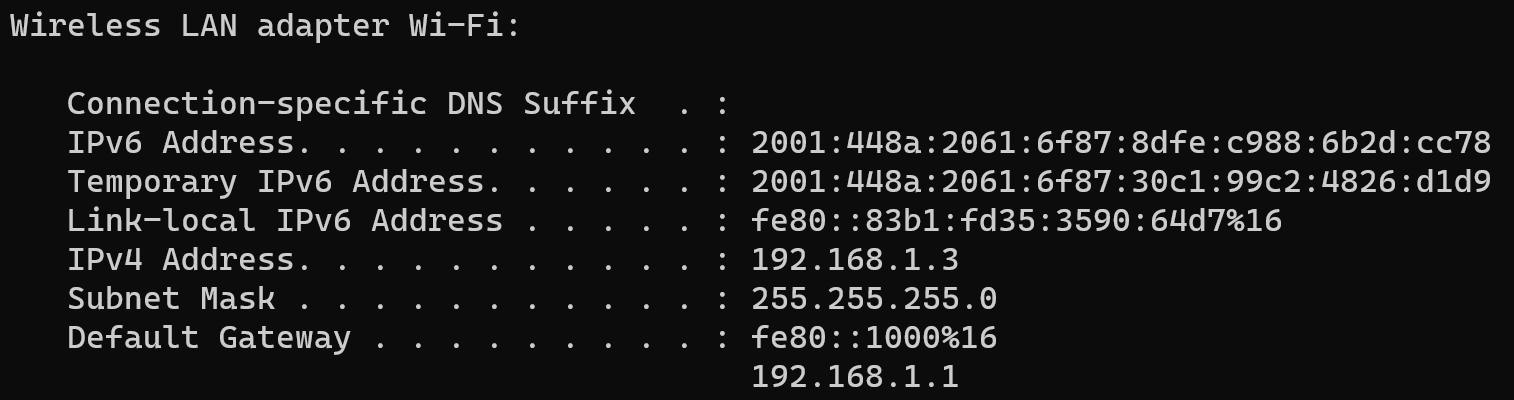 Wireless LAN adapter Wi-Fi:
Connection-specific DNS Suffix  . :
IPv6 Address. . . . . . . . . . . : 2001:448a:2061:6f87:8dfe:c988:6b2d:cc78
Temporary IPv6 Address. . . . . . : 2001:448a:2061:6f87:30c1:99c2:4826:d1d9
Link-local IPv6 Address . . . . . : fe80::83b1:fd35:3590:64d7%16
IPv4 Address. . . . . . . . . . . : 192.168.1.3
Subnet Mask . . . . . . . . . . . : 255.255.255.0
Default Gateway . . . . . . . . . : fe80::1000%16
192.168.1.1